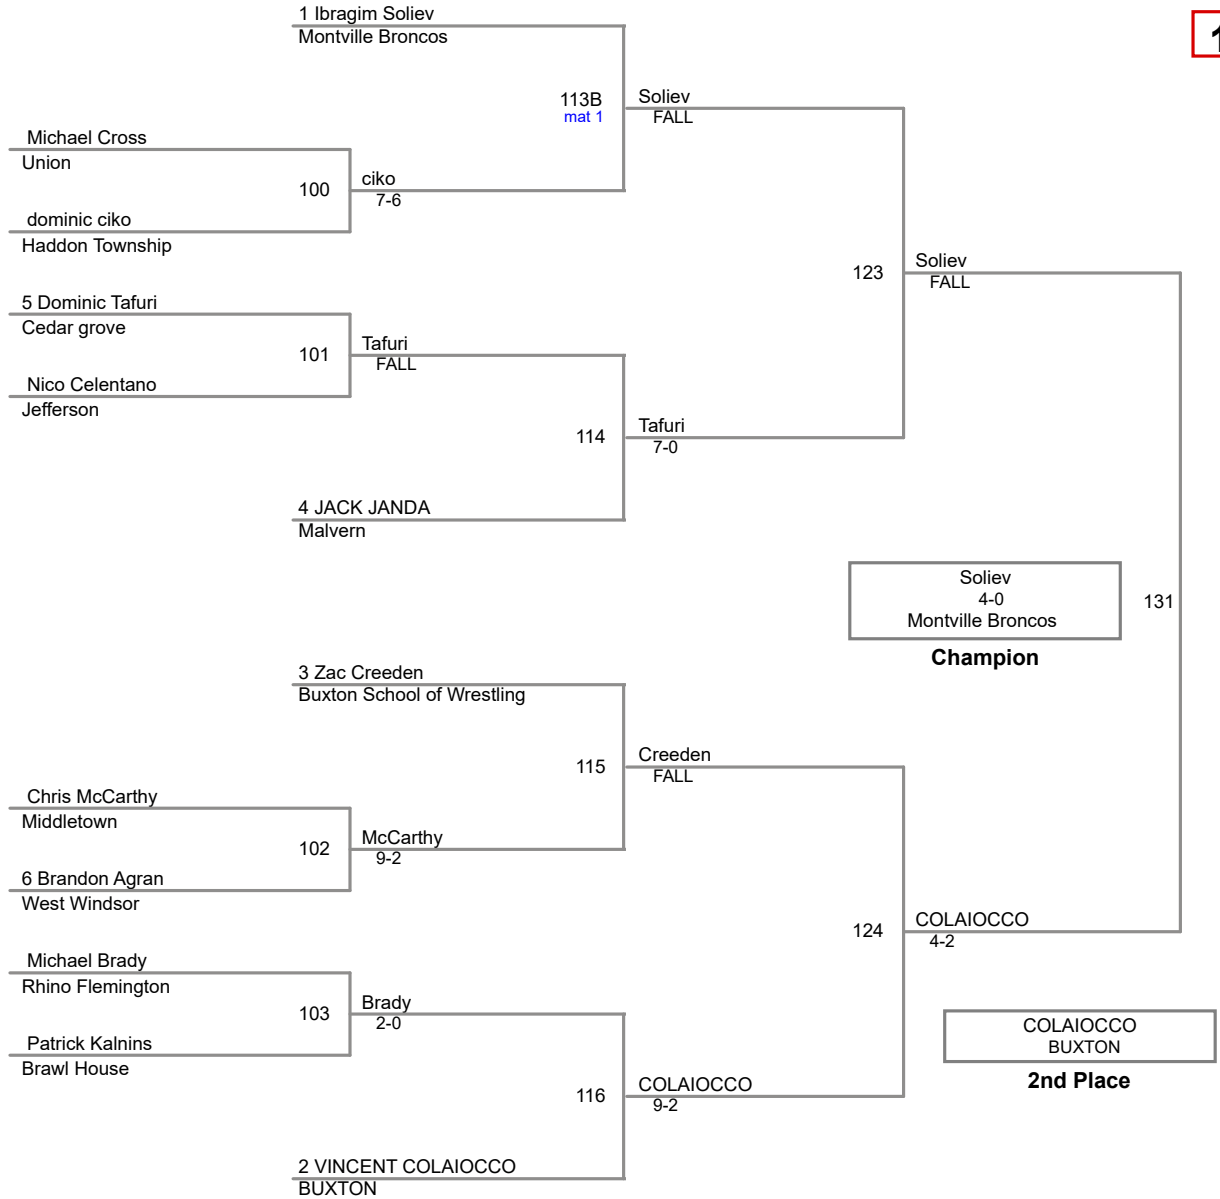 1 Ibragim Soliev
Montville Broncos
113B
mat 1
Soliev
FALL
Michael Cross
Union
100
ciko
7-6
dominic ciko
Haddon Township
123
Soliev
FALL
5 Dominic Tafuri
Cedar grove
101
Tafuri
FALL
Nico Celentano
Jefferson
114
Tafuri
7-0
4 JACK JANDA
Malvern
Soliev
4-0
Montville Broncos
Champion
131
3 Zac Creeden
Buxton School of Wrestling
115
Creeden
FALL
Chris McCarthy
Middletown
102
McCarthy
9-2
6 Brandon Agran
West Windsor
124
COLAIOCCO
4-2
Michael Brady
Rhino Flemington
103
Brady
2-0
Patrick Kalnins
Brawl House
COLAIOCCO
BUXTON
2nd Place
116
COLAIOCCO
9-2
2 VINCENT COLAIOCCO
BUXTON